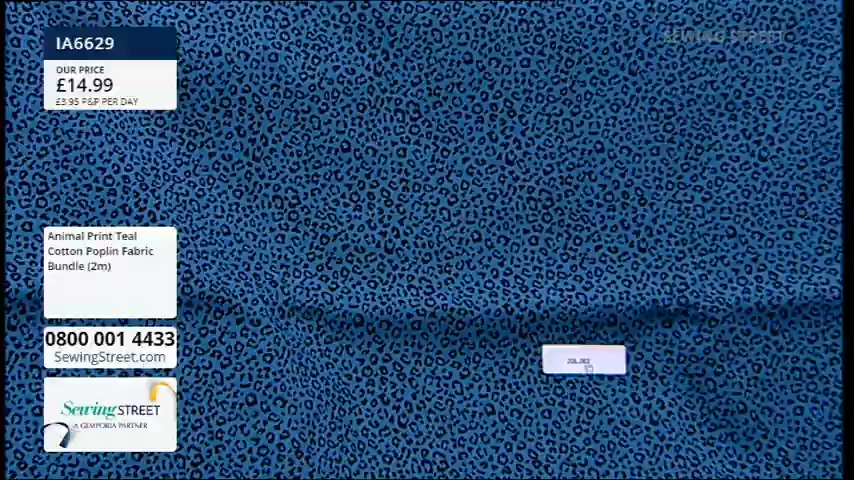 IA6629
SEWING STREET
OUR PRICE
£14.99
£3.95 P&P PER DAY
Animal Print Teal
Cotton Poplin Fabric
Bundle (2m)
0800 001 4433
SewingStreet.com
Sewing STREET
A GEMPORIA PARTNER